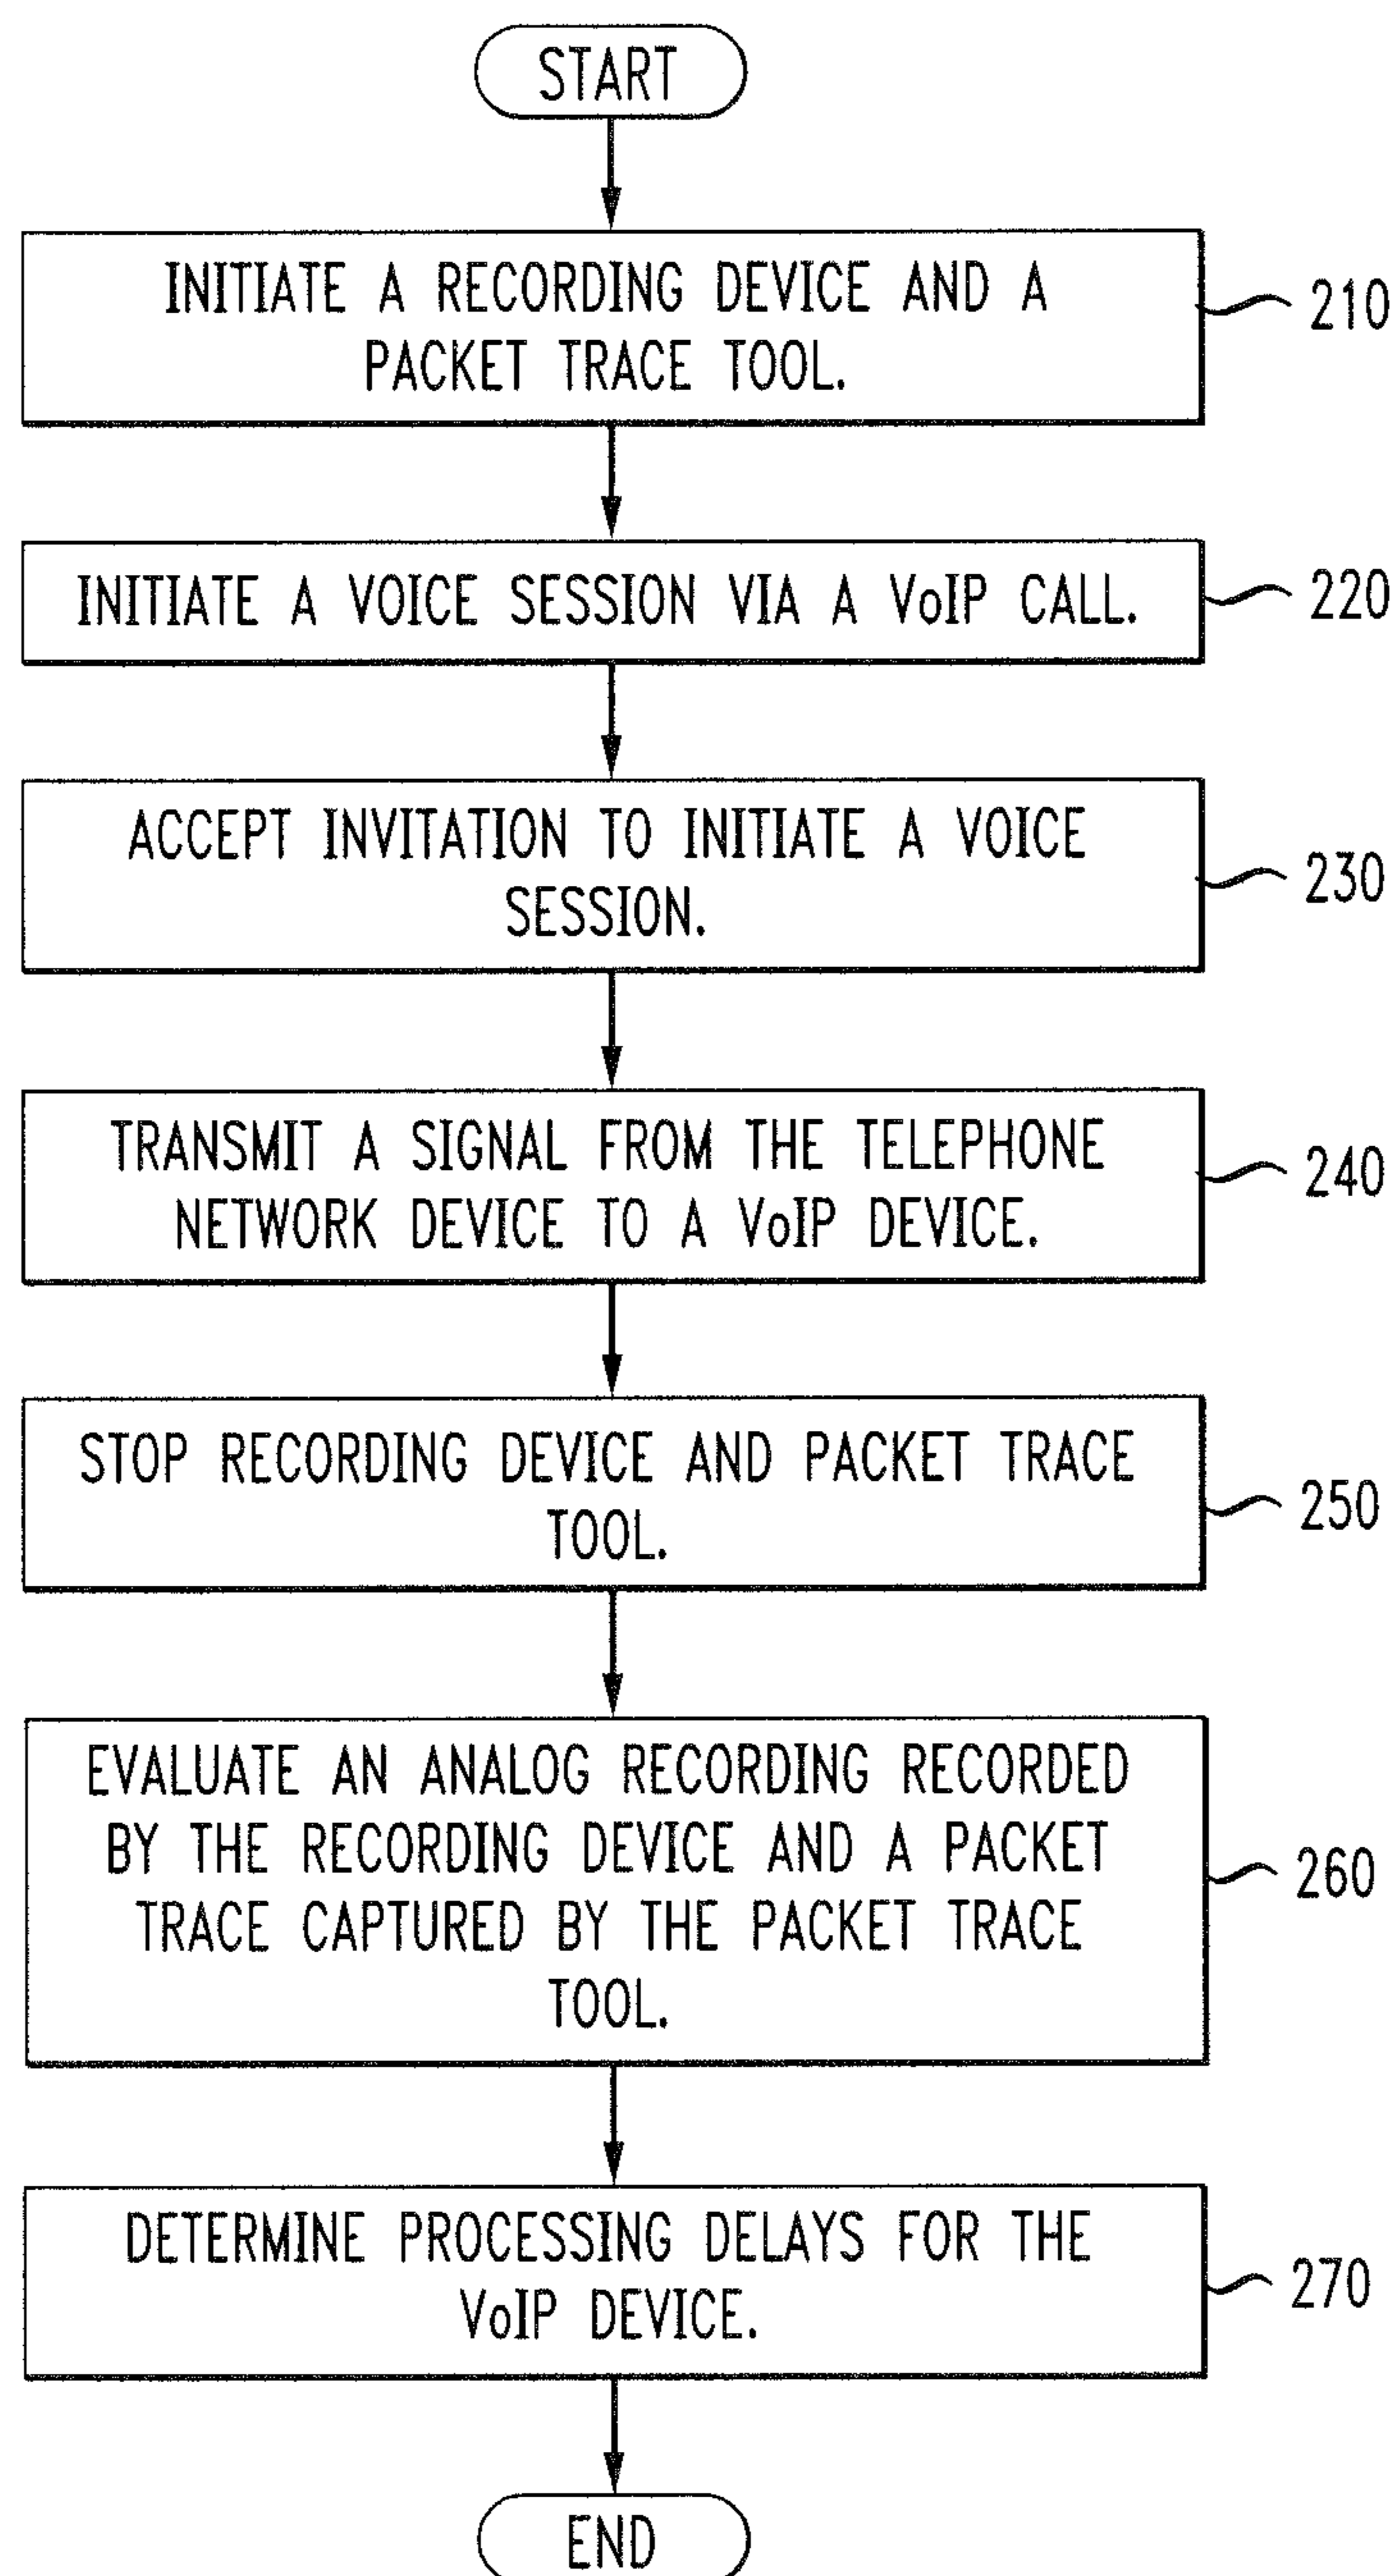 START
INITIATE A RECORDING DEVICE AND A
PACKET TRACE TOOL.
210
INITIATE A VOICE SESSION VIA A VoIP CALL.
220
ACCEPT INVITATION TO INITIATE A VOICE
SESSION.
230
TRANSMIT A SIGNAL FROM THE TELEPHONE
NETWORK DEVICE TO A VoIP DEVICE.
240
STOP RECORDING DEVICE AND PACKET TRACE
TOOL.
250
EVALUATE AN ANALOG RECORDING RECORDED
BY THE RECORDING DEVICE AND A PACKET
TRACE CAPTURED BY THE PACKET TRACE
TOOL.
260
DETERMINE PROCESSING DELAYS FOR THE
VoIP DEVICE.
270
END